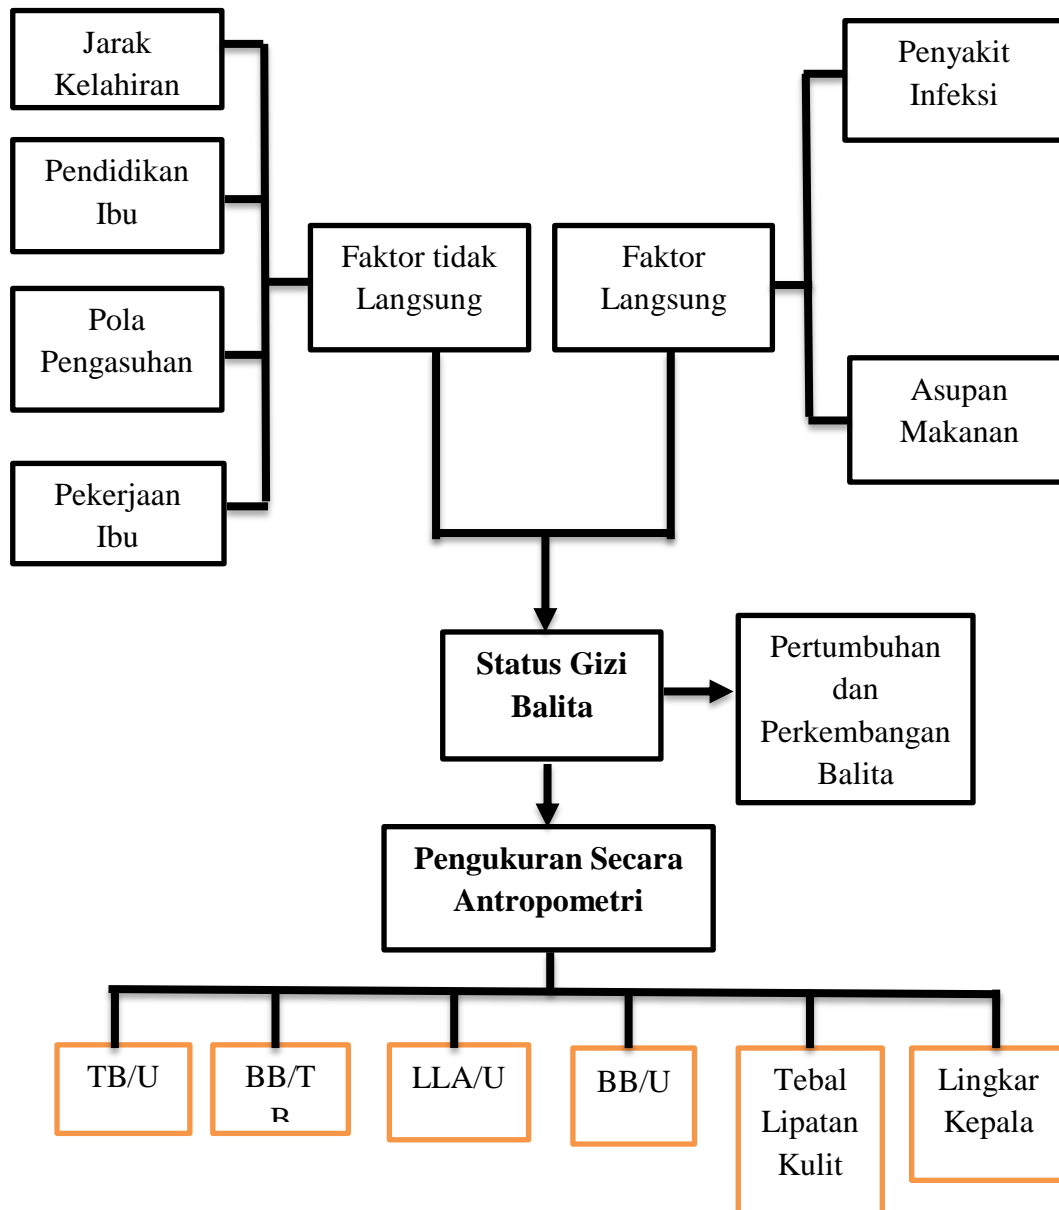 Jarak
Kelahiran
Penyakit
Infeksi
Pendidikan
Ibu
Faktor tidak
Langsung
Faktor
Langsung
Pola
Pengasuhan
Asupan
Makanan
Pekerjaan
Ibu
Status Gizi
Balita
Pertumbuhan
dan
Perkembangan
Balita
Pengukuran Secara
Antropometri
TB/U
BB/T
B
LLA/U
BB/U
Tebal
Lipatan
Kulit
Lingkar
Kepala